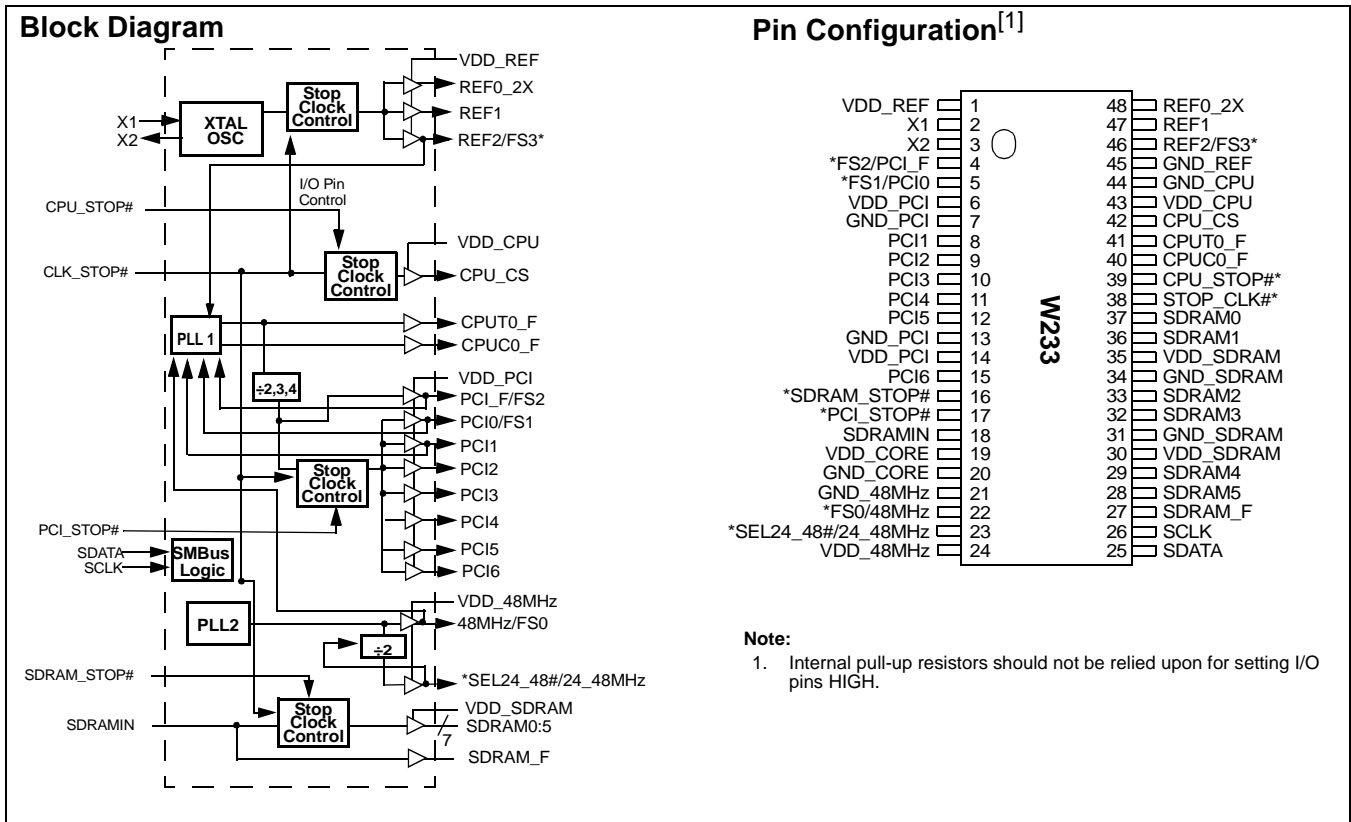 Block Diagram
VDD_REF
REF0_2X
Stop
Clock
Control
REF1
X1
X2
XTAL
OSC
REF2/FS3*
I/O Pin
Control
CPU_STOP#
VDD_CPU
CLK_STOP#
Stop
Clock
Control
CPU_CS
PLL 1
CPUT0_F
CPUC0_F
÷2,3,4
VDD_PCI
PCI_F/FS2
PCI0/FS1
PCI1
Stop
Clock
Control
PCI2
PCI3
PCI_STOP#
PCI4
SDATA
SCLK
SMBus
Logic
PCI5
PCI6
VDD_48MHz
PLL2
48MHz/FS0
÷2
SDRAM_STOP#
*SEL24_48#/24_48MHz
VDD_SDRAM
SDRAMIN
Stop
Clock
Control
SDRAM0:5
7
SDRAM_F
Pin Configuration[1]
VDD_REF 1 48 REF0_2X
X1 2 47 REF1
X2 3 46 REF2/FS3*
*FS2/PCI_F 4 45 GND_REF
*FS1/PCI0 5 44 GND_CPU
VDD_PCI 6 43 VDD_CPU
GND_PCI 7 42 CPU_CS
PCI1 8 41 CPUT0_F
PCI2 9 40 CPUC0_F
PCI3 10 39 CPU_STOP#*
PCI4 11 38 STOP_CLK#*
PCI5 12 37 SDRAM0
GND_PCI 13 36 SDRAM1
VDD_PCI 14 35 VDD_SDRAM
PCI6 15 34 GND_SDRAM
*SDRAM_STOP# 16 33 SDRAM2
*PCI_STOP# 17 32 SDRAM3
SDRAMIN 18 31 GND_SDRAM
VDD_CORE 19 30 VDD_SDRAM
GND_CORE 20 29 SDRAM4
GND_48MHz 21 28 SDRAM5
*FS0/48MHz 22 27 SDRAM_F
*SEL24_48#/24_48MHz 23 26 SCLK
VDD_48MHz 24 25 SDATA
W233
Note:
1. Internal pull-up resistors should not be relied upon for setting I/O
pins HIGH.